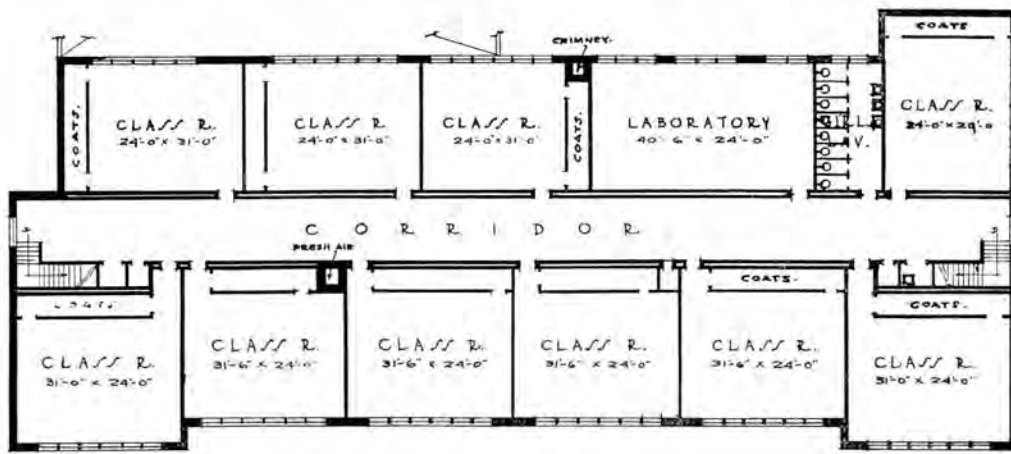 CHIMNEY.
COATS
COATS.
CLASS R.
24'-0" x 31'-0"
CLASS R.
24'-0" x 31'-0"
CLASS R.
24'-0" x 31'-0"
COATS.
LABORATORY
40'-6" x 24'-0"
GIRLS
LAV.
CLASS R.
24'-0" x 29'-0
CORRIDOR
FRESH AIR
COATS.
CLASS R.
31'-0" x 24'-0"
CLASS R.
31'-6" x 24'-0"
CLASS R.
31'-6" x 24'-0"
CLASS R.
31'-6" x 24'-0"
COATS.
CLASS R.
31'-6" x 24'-0"
COATS.
CLASS R.
31'-0" x 24'-0"